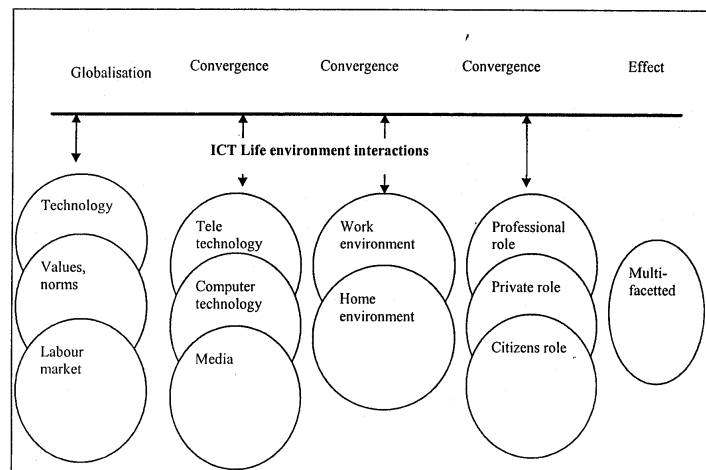 Globalisation Convergence Convergence Convergence Effect
ICT Life environment interactions
Technology
Values,
norms
Labour
market
Tele
technology
Computer
technology
Media
Work
environment
Home
environment
Professional
role
Private role
Citizens role
Multi-
facetted